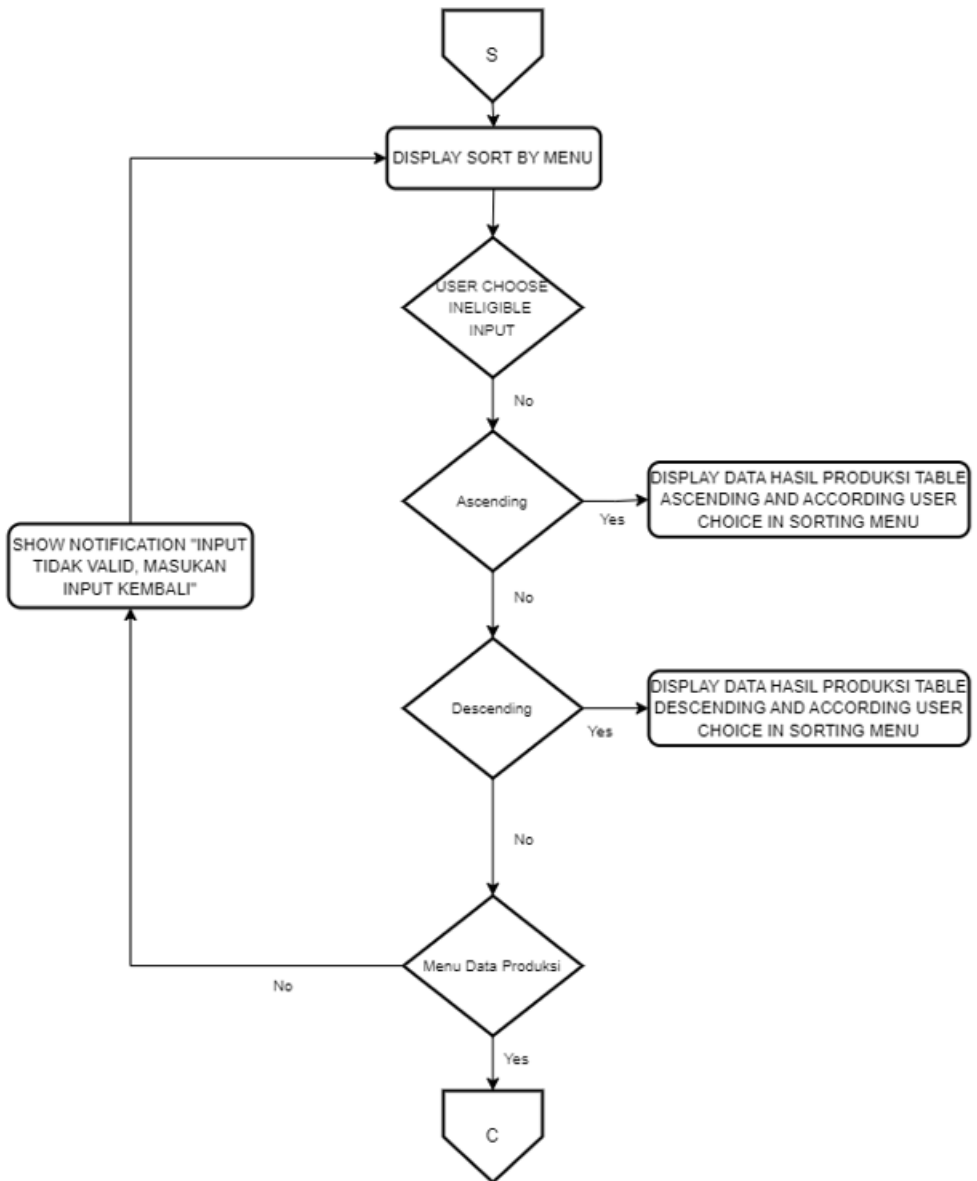 S
DISPLAY SORT BY MENU
USER CHOOSE
INELIGIBLE
INPUT
No
Ascending
Yes
DISPLAY DATA HASIL PRODUKSI TABLE
ASCENDING AND ACCORDING USER
CHOICE IN SORTING MENU
SHOW NOTIFICATION "INPUT
TIDAK VALID, MASUKAN
INPUT KEMBALI"
No
Descending
Yes
DISPLAY DATA HASIL PRODUKSI TABLE
DESCENDING AND ACCORDING USER
CHOICE IN SORTING MENU
No
Menu Data Produksi
No
Yes
C